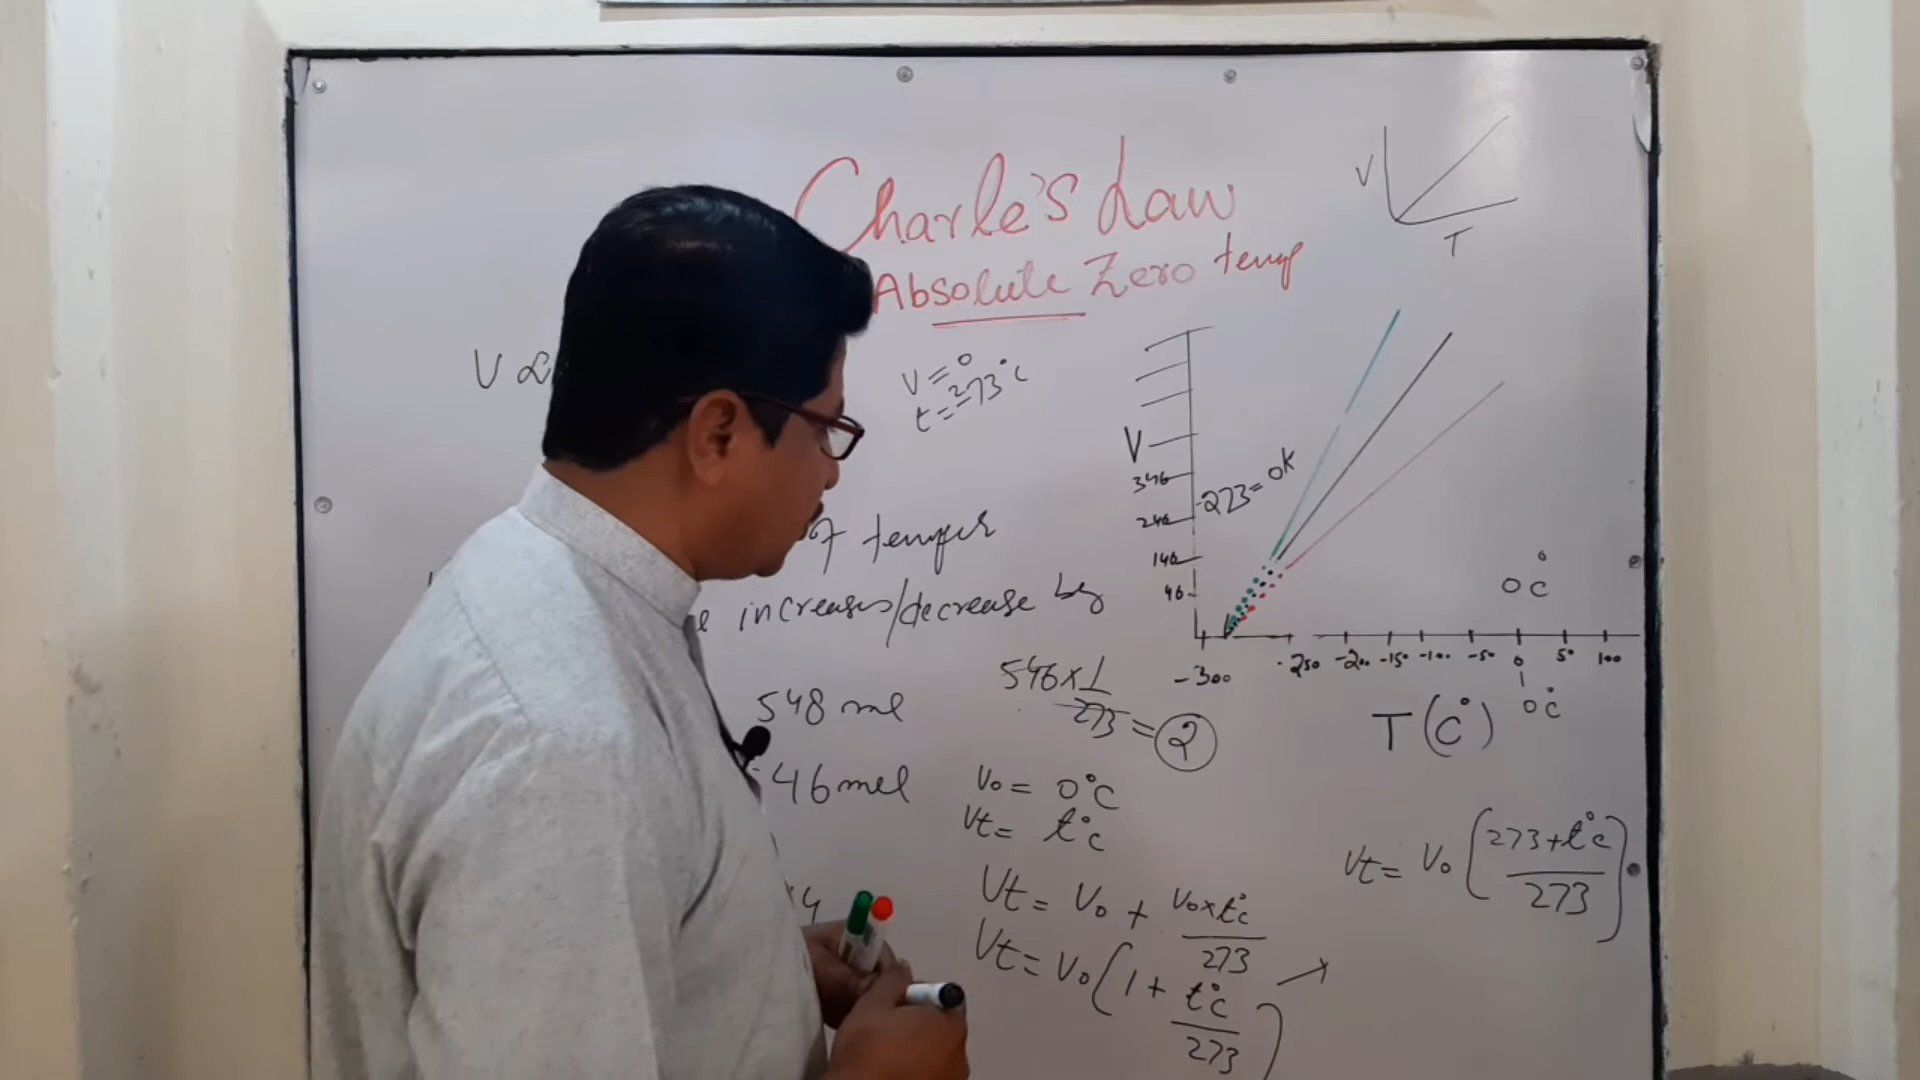 Charle's Law
Absolute Zero temp
V
T
V ∝
V = 0
t = -273°C
of temper
increases/decrease by
548 ml
46 ml
546 × 1
273 = 2
V₀ = 0°C
Vt = t°C
Vt = V₀ + V₀×t°C
273
Vt = V₀ (1 + t°C
273 )
V
346
246
146
46
-273 = 0K
0°C
-300 -250 -200 -150 -100 -50 0 50 100
0°C
T (C°)
Vt = V₀ (273+t°C
273 )